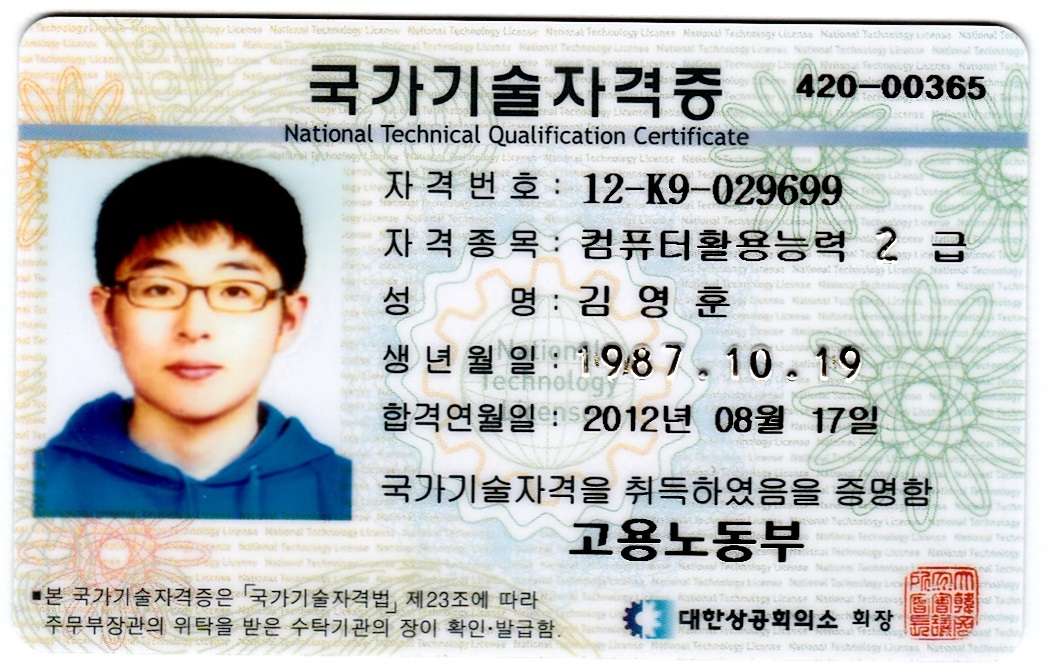 국가기술자격증 420-00365
National Technical Qualification Certificate
자격번호 : 12-K9-029699
자격종목 : 컴퓨터활용능력 2 급
성 명 : 김 영 훈
생년월일 : 1987.10.19
합격연월일 : 2012년 08월 17일
국가기술자격을 취득하였음을 증명함
고용노동부
■본 국가기술자격증은 「국가기술자격법」 제23조에 따라
주무부장관의 위탁을 받은 수탁기관의 장이 확인·발급함.
대한상공회의소 회장
National
Technology
License